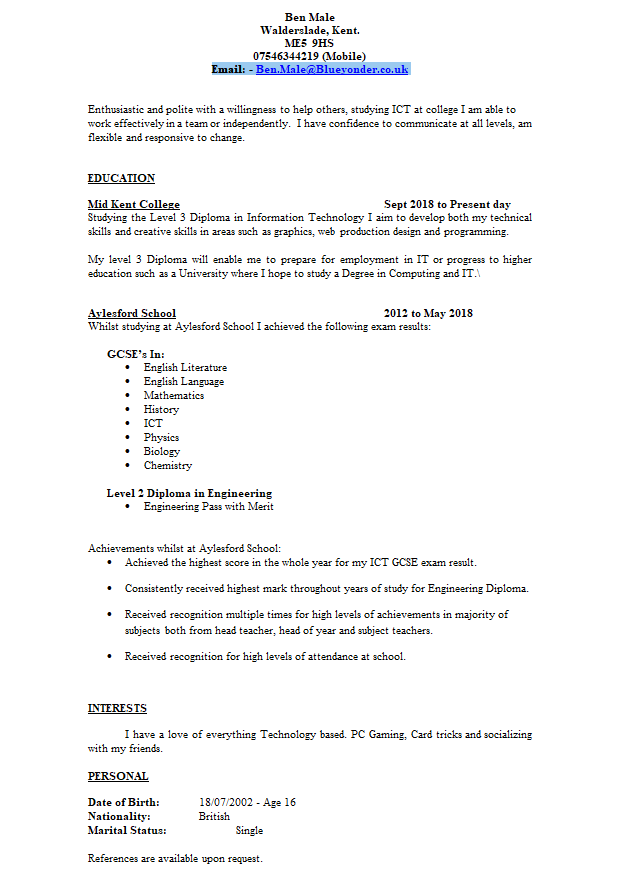 Ben Male
Walderslade, Kent.
ME5 9HS
07546344219 (Mobile)
Email: - Ben.Male@Blueyonder.co.uk
Enthusiastic and polite with a willingness to help others, studying ICT at college I am able to
work effectively in a team or independently. I have confidence to communicate at all levels, am
flexible and responsive to change.
EDUCATION
Mid Kent College Sept 2018 to Present day
Studying the Level 3 Diploma in Information Technology I aim to develop both my technical
skills and creative skills in areas such as graphics, web production design and programming.
My level 3 Diploma will enable me to prepare for employment in IT or progress to higher
education such as a University where I hope to study a Degree in Computing and IT.\
Aylesford School 2012 to May 2018
Whilst studying at Aylesford School I achieved the following exam results:
GCSE's In:
• English Literature
• English Language
• Mathematics
• History
• ICT
• Physics
• Biology
• Chemistry
Level 2 Diploma in Engineering
• Engineering Pass with Merit
Achievements whilst at Aylesford School:
• Achieved the highest score in the whole year for my ICT GCSE exam result.
• Consistently received highest mark throughout years of study for Engineering Diploma.
• Received recognition multiple times for high levels of achievements in majority of
subjects both from head teacher, head of year and subject teachers.
• Received recognition for high levels of attendance at school.
INTERESTS
I have a love of everything Technology based. PC Gaming, Card tricks and socializing
with my friends.
PERSONAL
Date of Birth: 18/07/2002 - Age 16
Nationality: British
Marital Status: Single
References are available upon request.